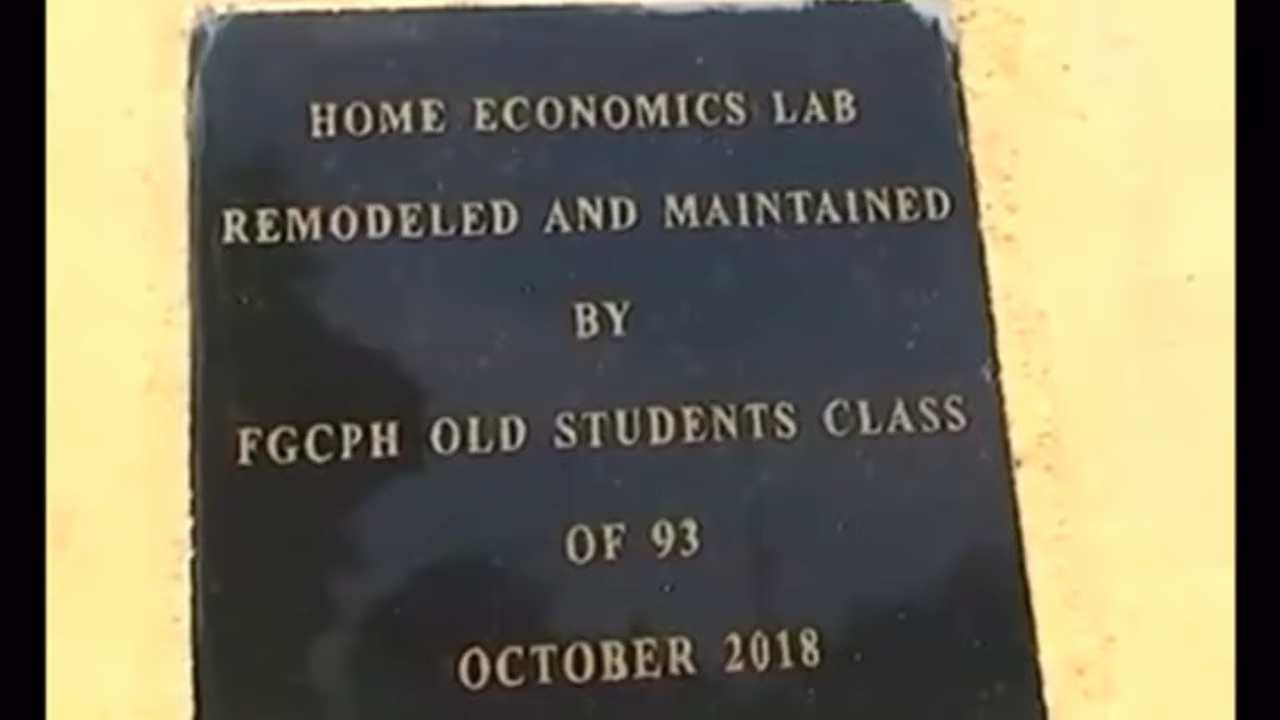 HOME ECONOMICS LAB
REMODELED AND MAINTAINED
BY
FGCPH OLD STUDENTS CLASS
OF 93
OCTOBER 2018